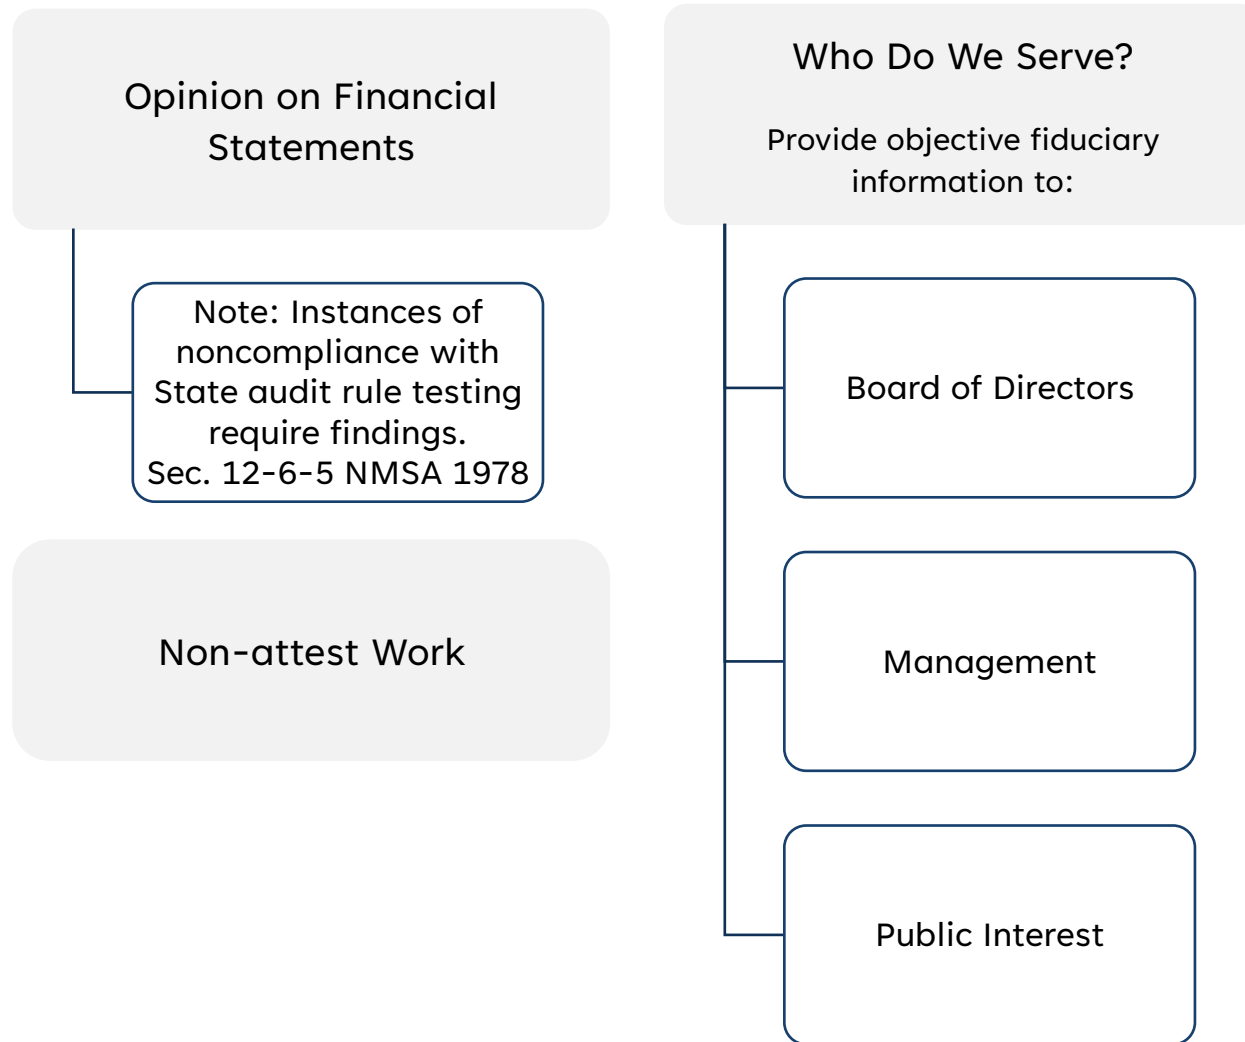 Opinion on Financial
Statements
Note: Instances of
noncompliance with
State audit rule testing
require findings.
Sec. 12-6-5 NMSA 1978
Non-attest Work
Who Do We Serve?
Provide objective fiduciary
information to:
Board of Directors
Management
Public Interest